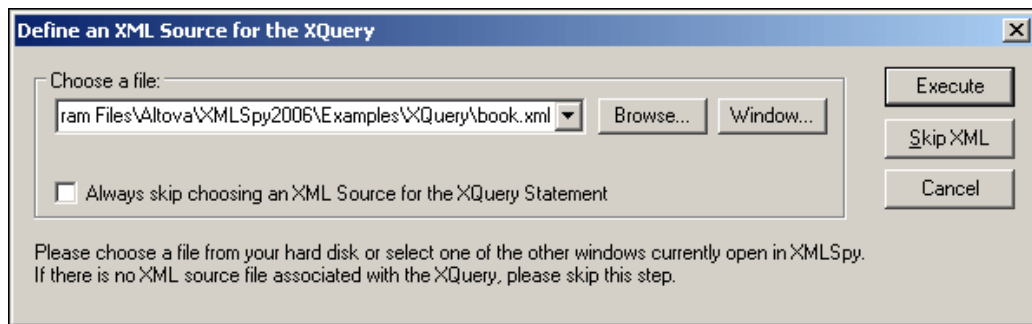 Define an XML Source for the XQuery
Choose a file:
ram Files\Altova\XMLSpy2006\Examples\XQuery\book.xml
Browse...
Window...
Execute
Skip XML
Cancel
Always skip choosing an XML Source for the XQuery Statement
Please choose a file from your hard disk or select one of the other windows currently open in XMLSpy.
If there is no XML source file associated with the XQuery, please skip this step.